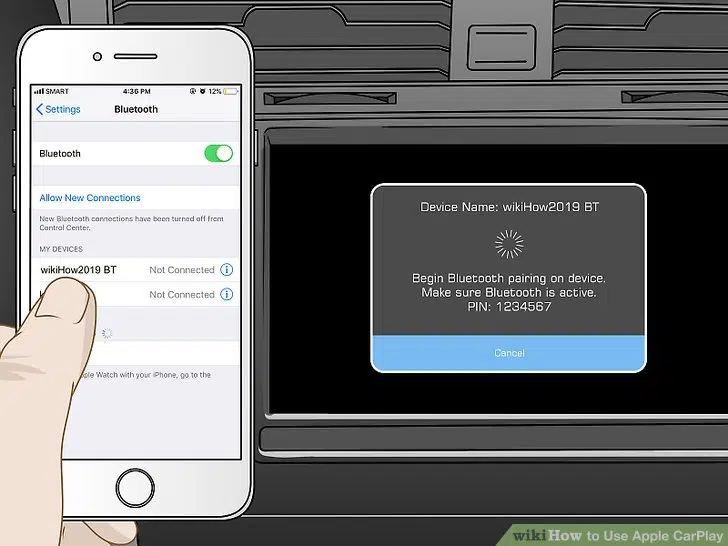 SMART 4:36 PM 12%
Settings Bluetooth
Bluetooth
Allow New Connections
New Bluetooth connections have been turned off from
Control Center.
MY DEVICES
wikiHow2019 BT Not Connected
Not Connected
Watch with your iPhone, go to the
Device Name: wikiHow2019 BT
Begin Bluetooth pairing on device.
Make sure Bluetooth is active.
PIN: 1234567
Cancel
wikiHow to Use Apple CarPlay